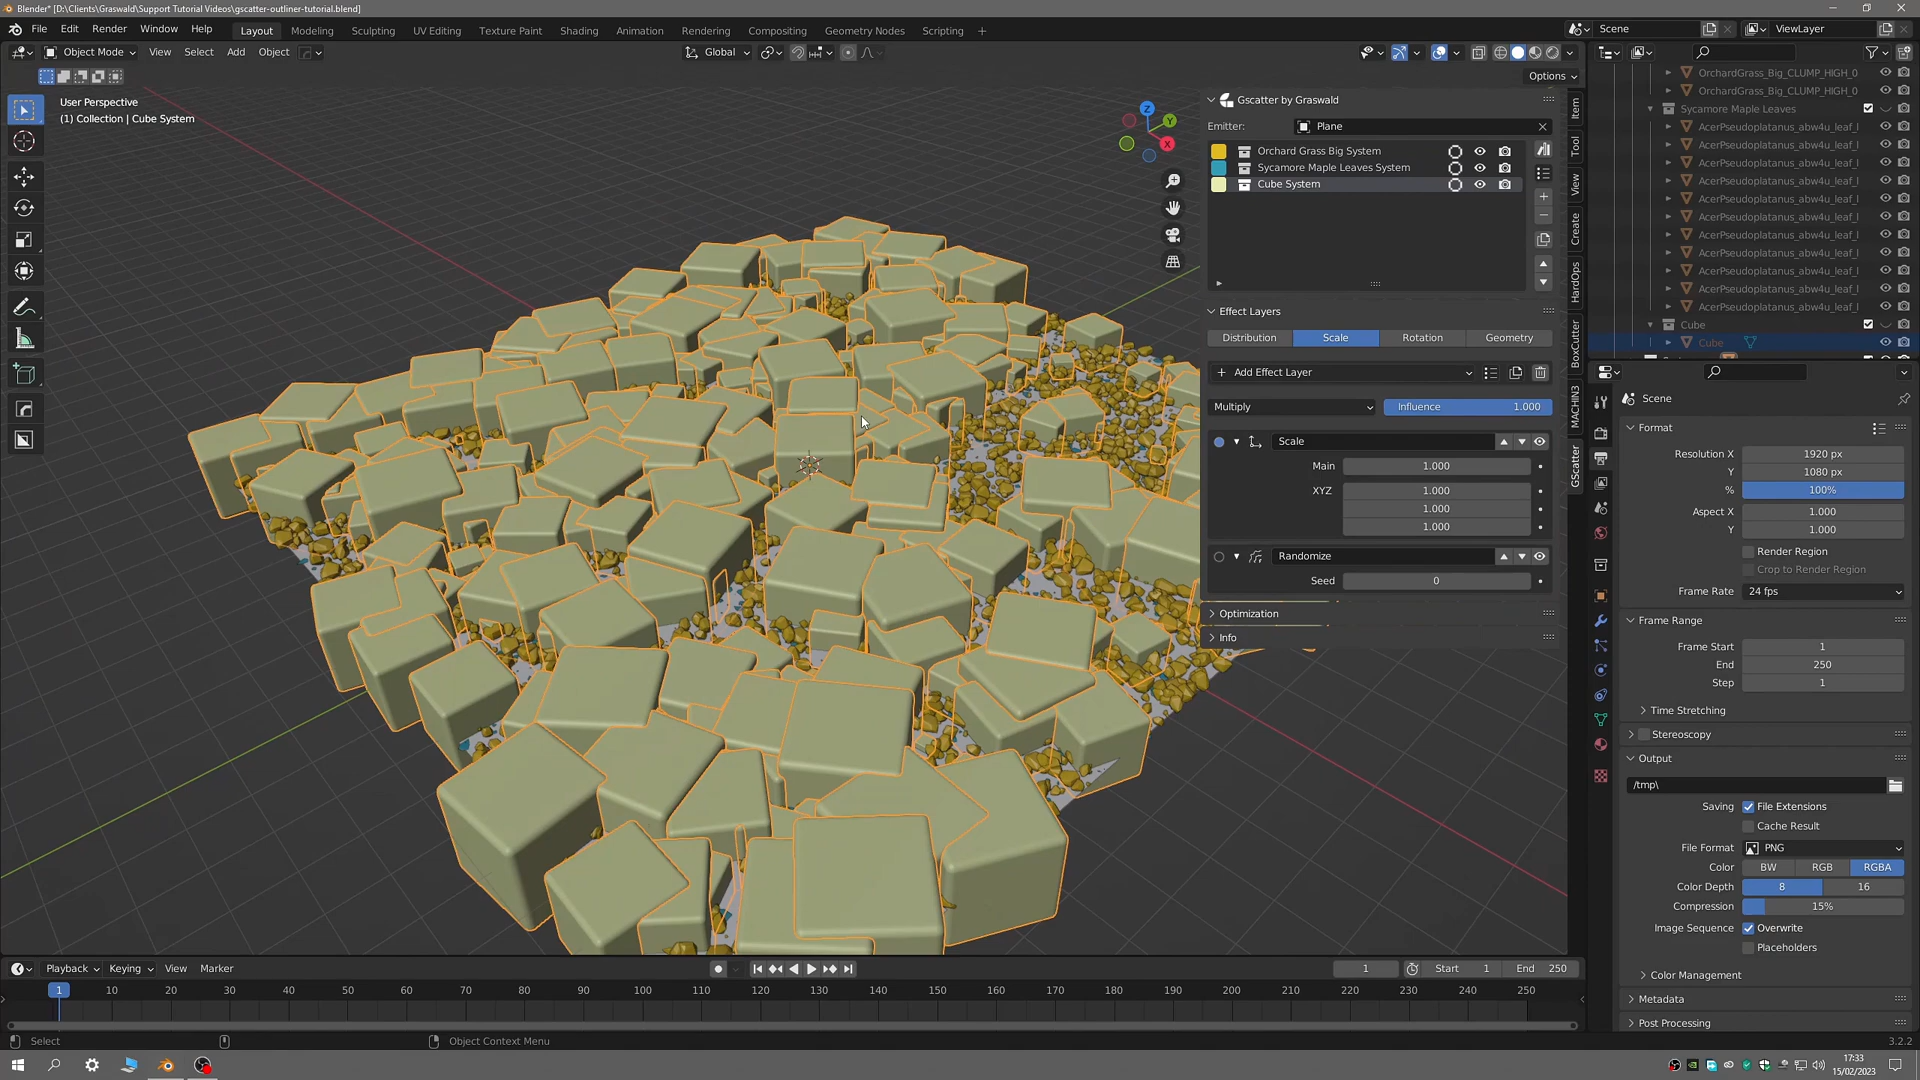 Blender* [D:\Clients\Graswald\Support Tutorial Videos\gscatter-outliner-tutorial.blend]
File Edit Render Window Help Layout Modeling Sculpting UV Editing Texture Paint Shading Animation Rendering Compositing Geometry Nodes Scripting + Scene ViewLayer
Object Mode View Select Add Object Global
Options
User Perspective
(1) Collection | Cube System
Z
Y
X
Gscatter by Graswald
Emitter: Plane
Orchard Grass Big System
Sycamore Maple Leaves System
Cube System
Effect Layers
Distribution Scale Rotation Geometry
Add Effect Layer
Multiply Influence 1.000
Scale
Main 1.000
XYZ 1.000
1.000
1.000
Randomize
Seed 0
Optimization
Info
Item
Tool
View
Create
HardOps
BoxCutter
MACHIN3
GScatter
OrchardGrass_Big_CLUMP_HIGH_0
OrchardGrass_Big_CLUMP_HIGH_0
Sycamore Maple Leaves
AcerPseudoplatanus_abw4u_leaf_l
AcerPseudoplatanus_abw4u_leaf_l
AcerPseudoplatanus_abw4u_leaf_l
AcerPseudoplatanus_abw4u_leaf_l
AcerPseudoplatanus_abw4u_leaf_l
AcerPseudoplatanus_abw4u_leaf_l
AcerPseudoplatanus_abw4u_leaf_l
AcerPseudoplatanus_abw4u_leaf_l
AcerPseudoplatanus_abw4u_leaf_l
AcerPseudoplatanus_abw4u_leaf_l
AcerPseudoplatanus_abw4u_leaf_l
Cube
Cube
Scene
Format
Resolution X 1920 px
Y 1080 px
% 100%
Aspect X 1.000
Y 1.000
Render Region
Crop to Render Region
Frame Rate 24 fps
Frame Range
Frame Start 1
End 250
Step 1
Time Stretching
Stereoscopy
Output
/tmp\
Saving File Extensions
Cache Result
File Format PNG
Color BW RGB RGBA
Color Depth 8 16
Compression 15%
Image Sequence Overwrite
Placeholders
Color Management
Metadata
Post Processing
Playback Keying View Marker 1 Start 1 End 250
1 10 20 30 40 50 60 70 80 90 100 110 120 130 140 150 160 170 180 190 200 210 220 230 240 250
Select Object Context Menu 3.2.2
17:33
15/02/2023